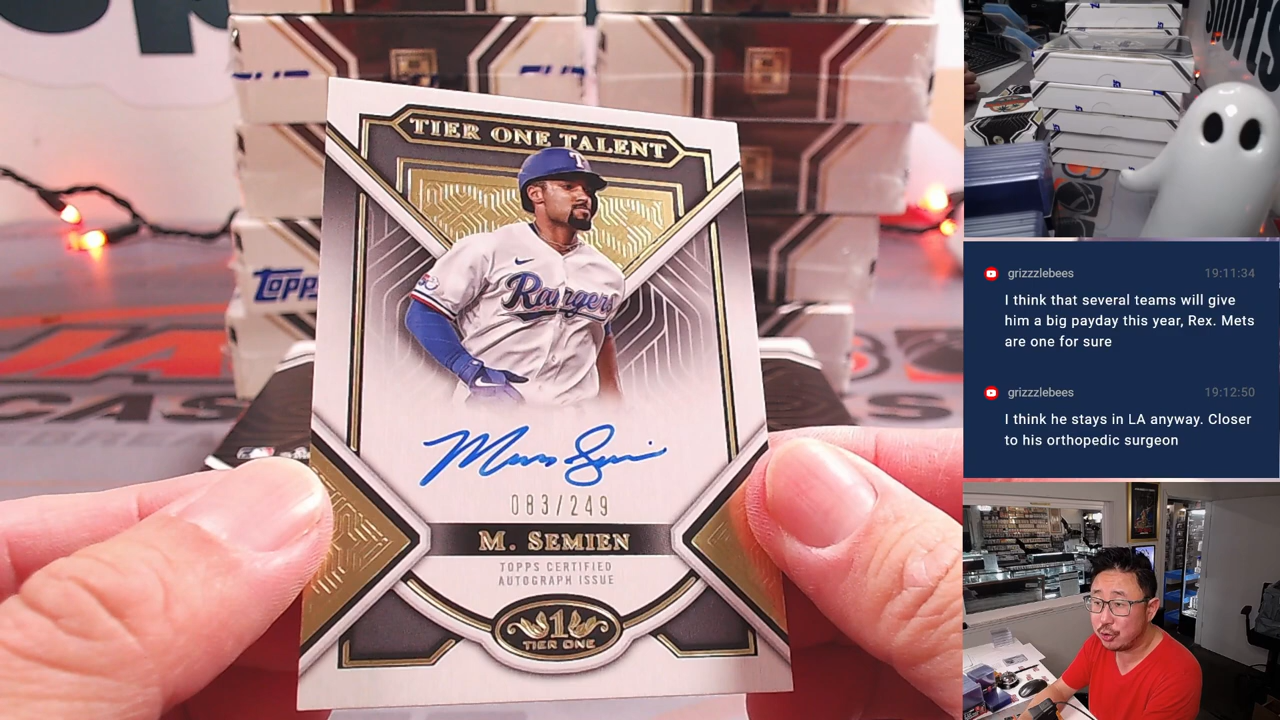 TIER ONE TALENT
T
Rangers
083/249
M. SEMIEN
TOPPS CERTIFIED
AUTOGRAPH ISSUE
1
TIER ONE
grizzzlebees 19:11:34
I think that several teams will give
him a big payday this year, Rex. Mets
are one for sure
grizzzlebees 19:12:50
I think he stays in LA anyway. Closer
to his orthopedic surgeon